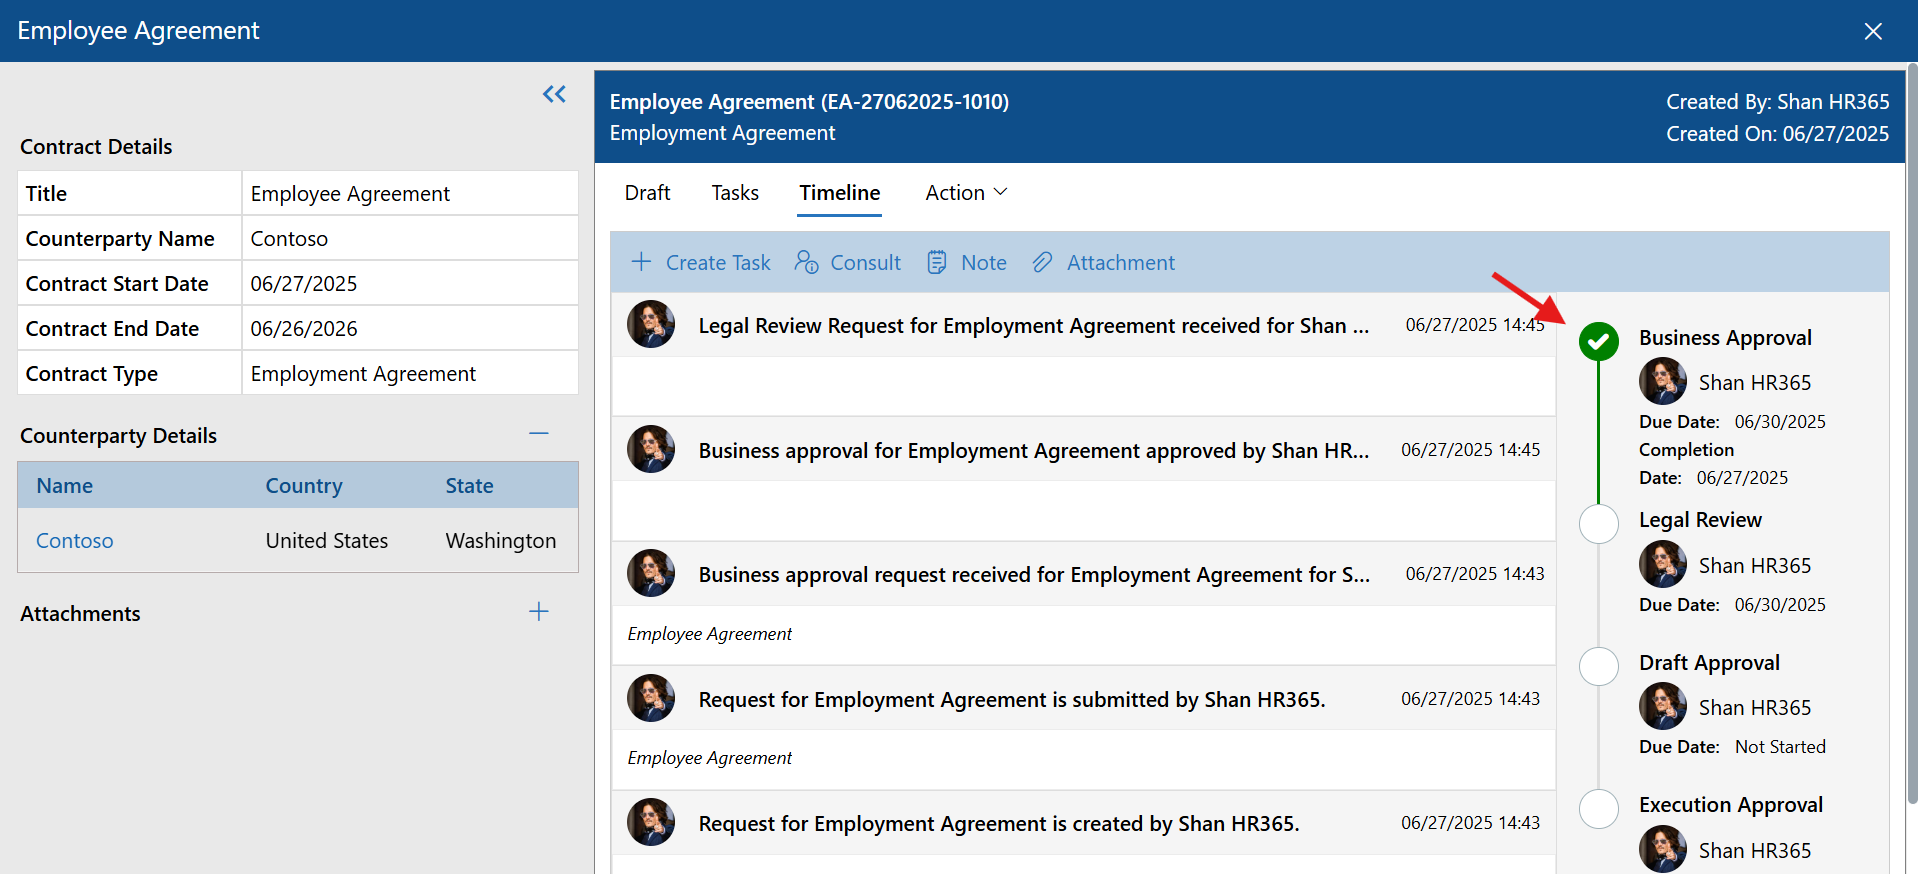 Employee Agreement
Contract Details
Title Employee Agreement
Counterparty Name Contoso
Contract Start Date 06/27/2025
Contract End Date 06/26/2026
Contract Type Employment Agreement
Counterparty Details
Name Country State
Contoso United States Washington
Attachments
Employee Agreement (EA-27062025-1010)
Employment Agreement
Created By: Shan HR365
Created On: 06/27/2025
Draft Tasks Timeline Action
Create Task Consult Note Attachment
Legal Review Request for Employment Agreement received for Shan ... 06/27/2025 14:45
Business approval for Employment Agreement approved by Shan HR... 06/27/2025 14:45
Business approval request received for Employment Agreement for S... 06/27/2025 14:43
Employee Agreement
Request for Employment Agreement is submitted by Shan HR365. 06/27/2025 14:43
Employee Agreement
Request for Employment Agreement is created by Shan HR365. 06/27/2025 14:43
Business Approval
Shan HR365
Due Date: 06/30/2025
Completion
Date: 06/27/2025
Legal Review
Shan HR365
Due Date: 06/30/2025
Draft Approval
Shan HR365
Due Date: Not Started
Execution Approval
Shan HR365